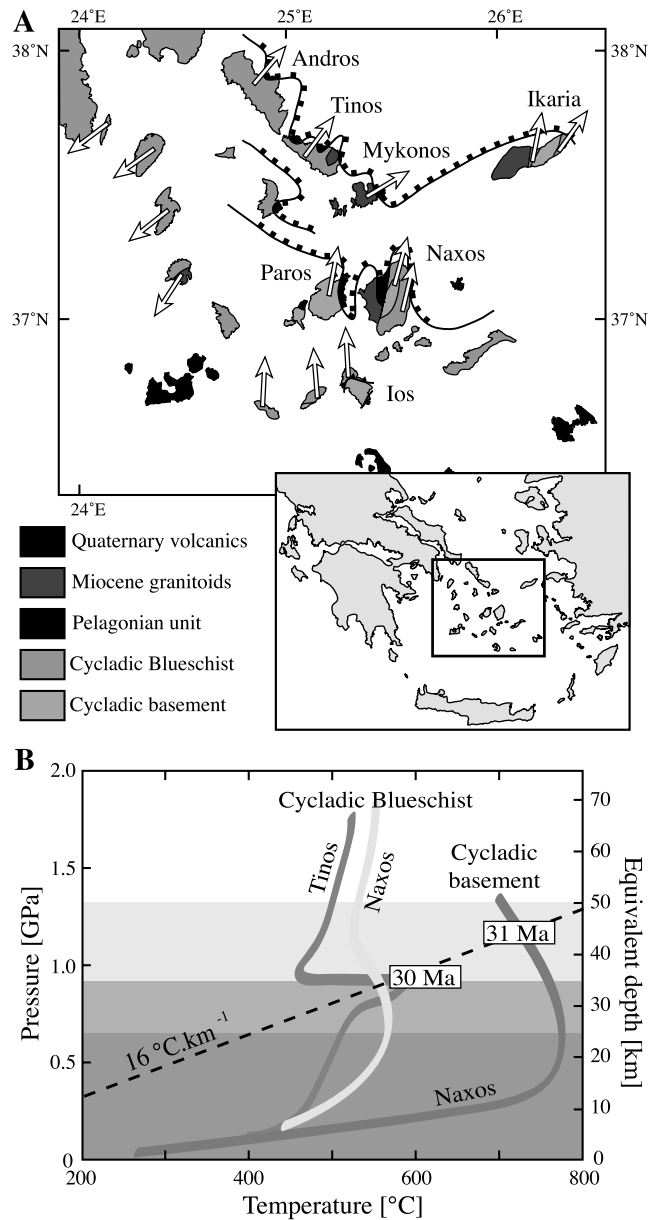 A
24°E 25°E 26°E
38°N
Andros
Tinos
Ikaria
Mykonos
Paros
Naxos
37°N 37°N
Ios
24°E
Quaternary volcanics
Miocene granitoids
Pelagonian unit
Cycladic Blueschist
Cycladic basement
B
2.0
1.5
1.0
0.5
0
Pressure [GPa]
Cycladic Blueschist
Tinos
Naxos
Cycladic
basement
31 Ma
30 Ma
16 °C.km-1
Naxos
70
60
50
40
30
20
10
0
Equivalent depth [km]
200 400 600 800
Temperature [°C]